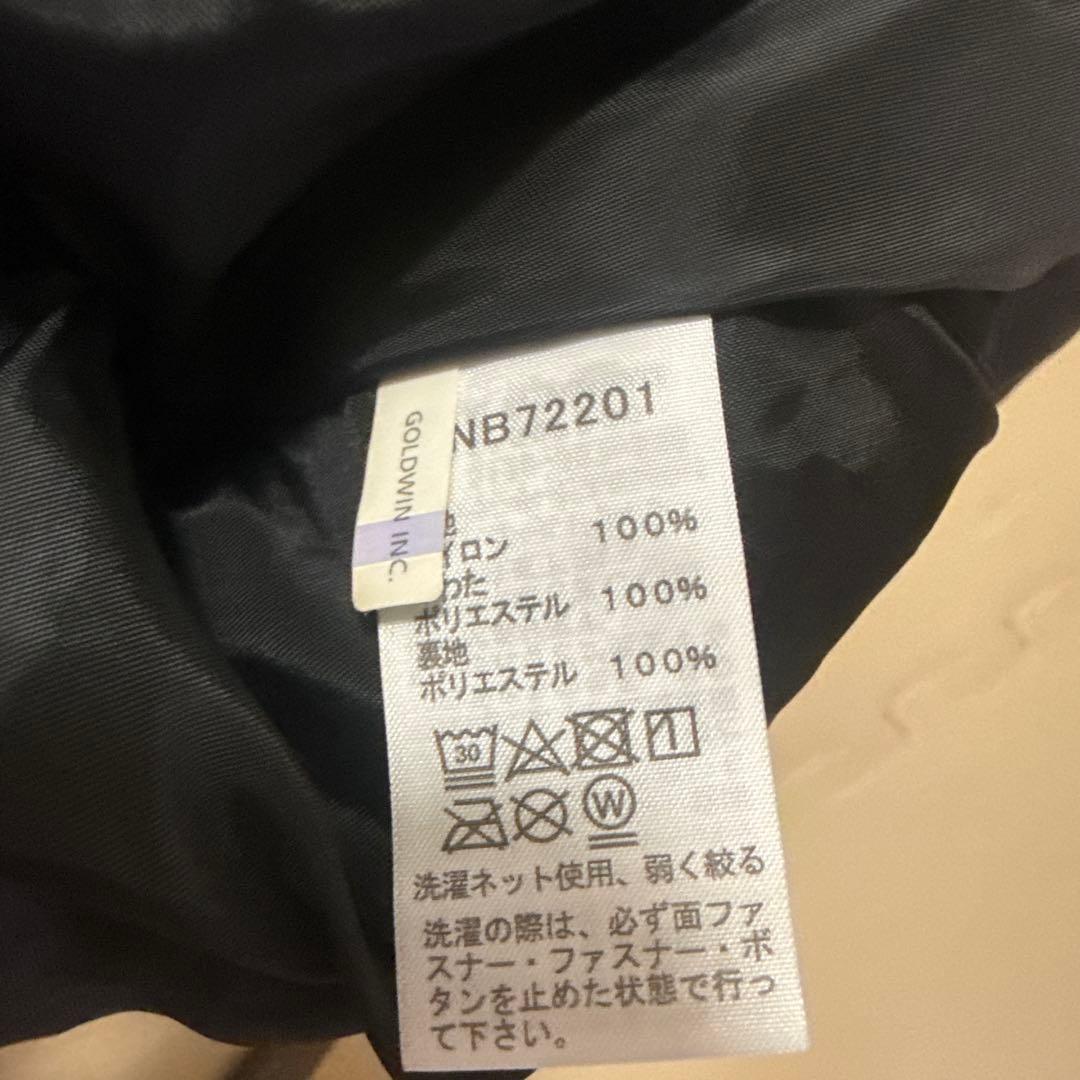 GOLDWIN INC.
NB72201
地
イロン 100%
わた
ポリエステル 100%
裏地
ポリエステル 100%
30
W
洗濯ネット使用、弱く絞る
洗濯の際は、必ず面ファ
スナー・ファスナー・ボ
タンを止めた状態で行っ
て下さい。